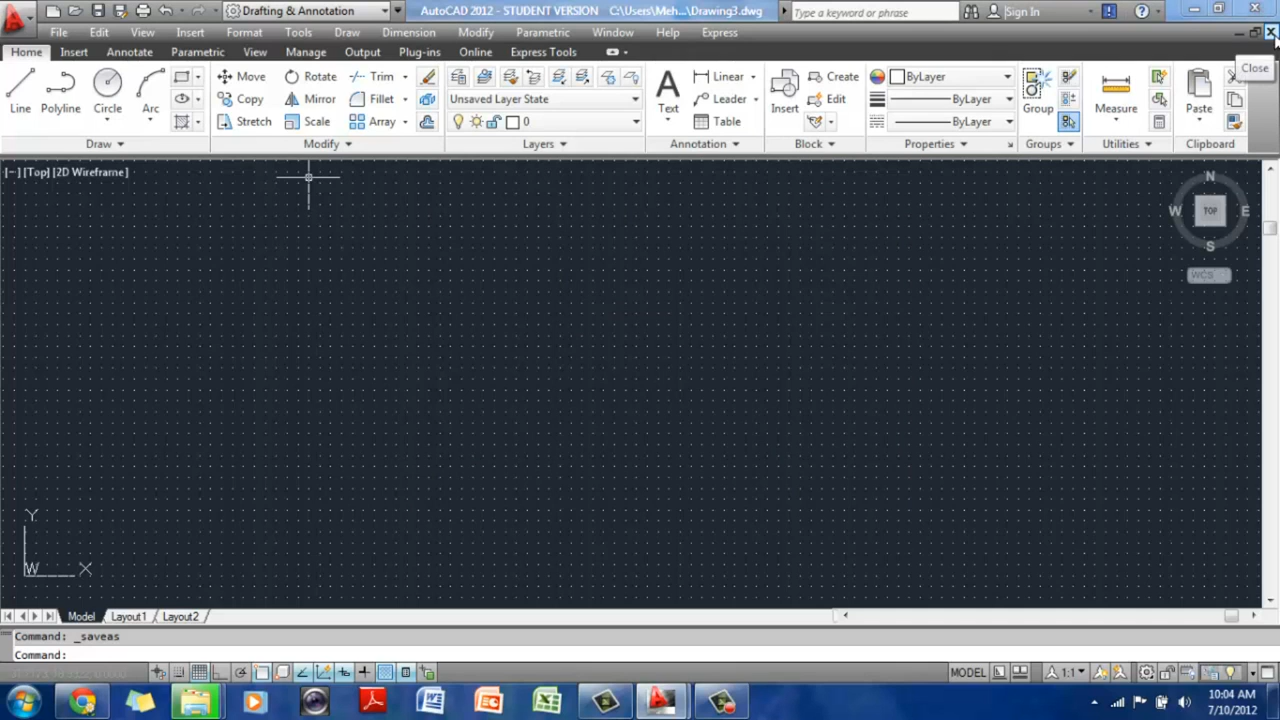 Drafting & Annotation AutoCAD 2012 - STUDENT VERSION C:\Users\Meh...\Drawing3.dwg Type a keyword or phrase Sign In
File Edit View Insert Format Tools Draw Dimension Modify Parametric Window Help Express
Home Insert Annotate Parametric View Manage Output Plug-ins Online Express Tools
Close
Move Rotate Trim Linear Create ByLayer
Unsaved Layer State
Line Polyline Circle Arc Copy Mirror Fillet Text Leader Insert Edit ByLayer Group Measure Paste
Stretch Scale Array 0 Table ByLayer
Draw Modify Layers Annotation Block Properties Groups Utilities Clipboard
[−] [Top] [2D Wireframe]
N
W TOP E
S
WCS
Y
W X
Model Layout1 Layout2
Command: _saveas
Command:
MODEL 1:1
10:04 AM
7/10/2012